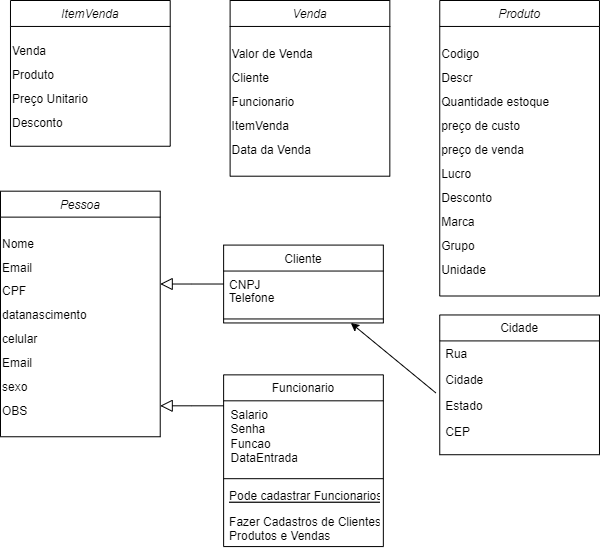 ItemVenda
Venda
Produto
Preço Unitario
Desconto
Venda
Valor de Venda
Cliente
Funcionario
ItemVenda
Data da Venda
Produto
Codigo
Descr
Quantidade estoque
preço de custo
preço de venda
Lucro
Desconto
Marca
Grupo
Unidade
Pessoa
Nome
Email
CPF
datanascimento
celular
Email
sexo
OBS
Cliente
CNPJ
Telefone
Cidade
Rua
Cidade
Estado
CEP
Funcionario
Salario
Senha
Funcao
DataEntrada
Pode cadastrar Funcionarios
Fazer Cadastros de Clientes
Produtos e Vendas